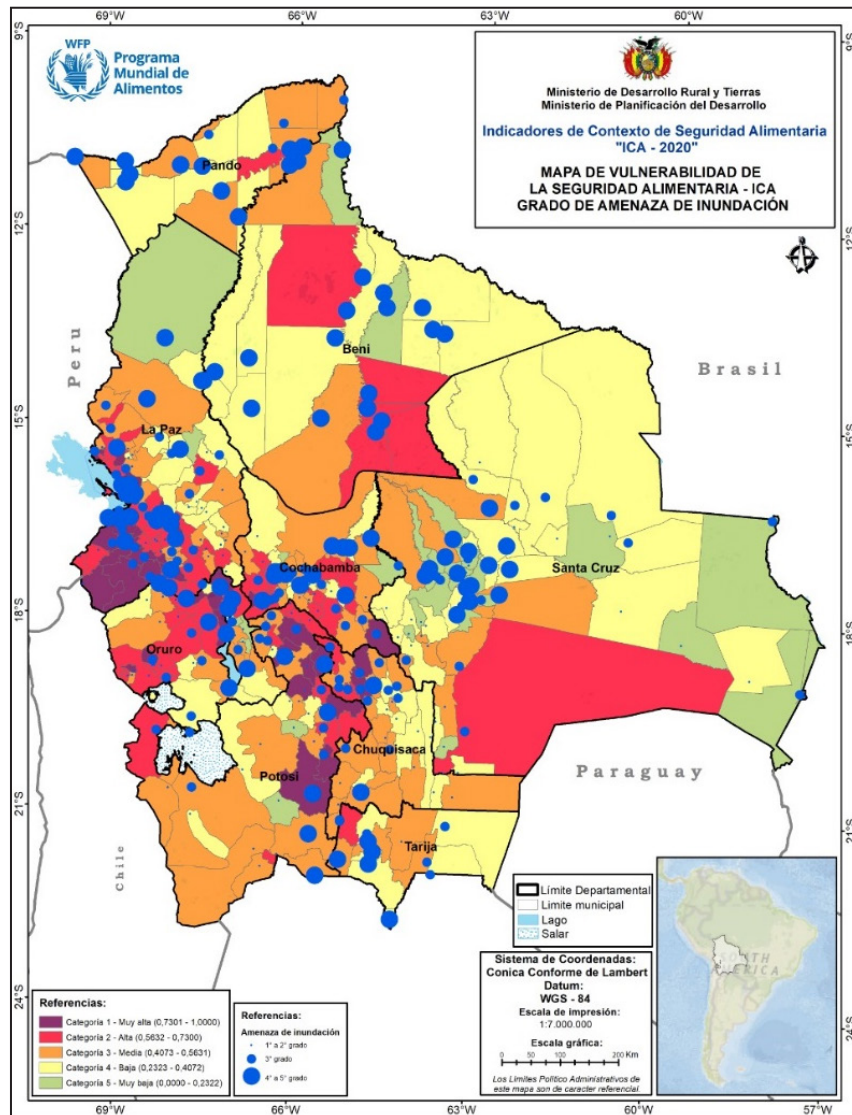 69°W
66°W
63°W
60°W
9°S
9°S
WFP
Programa
Mundial de
Alimentos
Ministerio de Desarrollo Rural y Tierras
Ministerio de Planificación del Desarrollo
Indicadores de Contexto de Seguridad Alimentaria
"ICA - 2020"
MAPA DE VULNERABILIDAD DE
LA SEGURIDAD ALIMENTARIA - ICA
GRADO DE AMENAZA DE INUNDACIÓN
Pando
12°S
12°S
Peru
Beni
Brasil
15°S
15°S
La Paz
Cochabamba
Santa Cruz
18°S
18°S
Oruro
Chuquisaca
Potosi
Paraguay
21°S
21°S
Tarija
Chile
Límite Departamental
Limite municipal
Lago
Salar
Sistema de Coordenadas:
Conica Conforme de Lambert
Datum:
WGS - 84
Escala de impresión:
1:7.000.000
Escala gráfica:
0 50 100 200 Km
Los Limites Político Administrativos de
este mapa son de caracter referencial.
SOUTH
AMERICA
24°S
24°S
Referencias:
Categoría 1 - Muy alta (0,7301 - 1,0000)
Categoría 2 - Alta (0,5632 - 0,7300)
Categoría 3 - Media (0,4073 - 0,5631)
Categoría 4 - Baja (0,2323 - 0,4072)
Categoría 5 - Muy baja (0,0000 - 0,2322)
Referencias:
Amenaza de inundación
1° a 2° grado
3° grado
4° a 5° grado
69°W
66°W
63°W
60°W
57°W